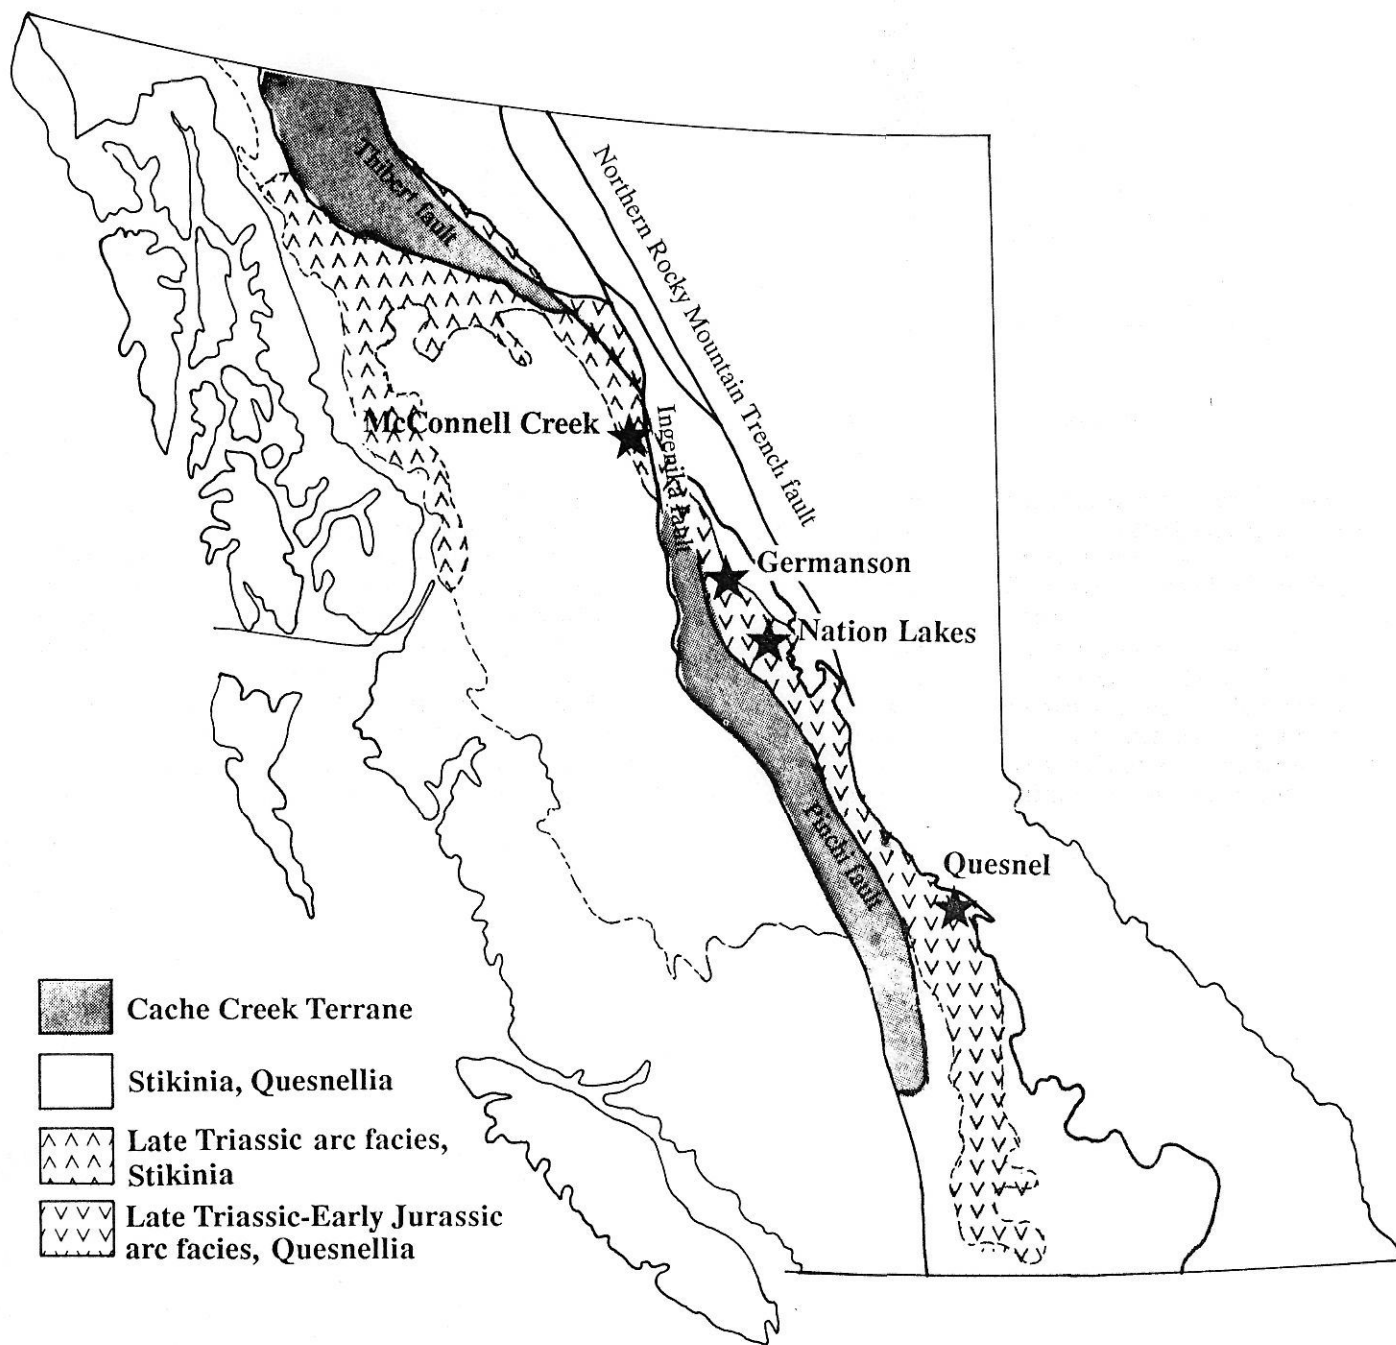 Thibert fault
Northern Rocky Mountain Trench fault
McConnell Creek
Ingenika fault
Germanson
Nation Lakes
Pinchi fault
Quesnel
Cache Creek Terrane
Stikinia, Quesnellia
Late Triassic arc facies,
Stikinia
Late Triassic-Early Jurassic
arc facies, Quesnellia